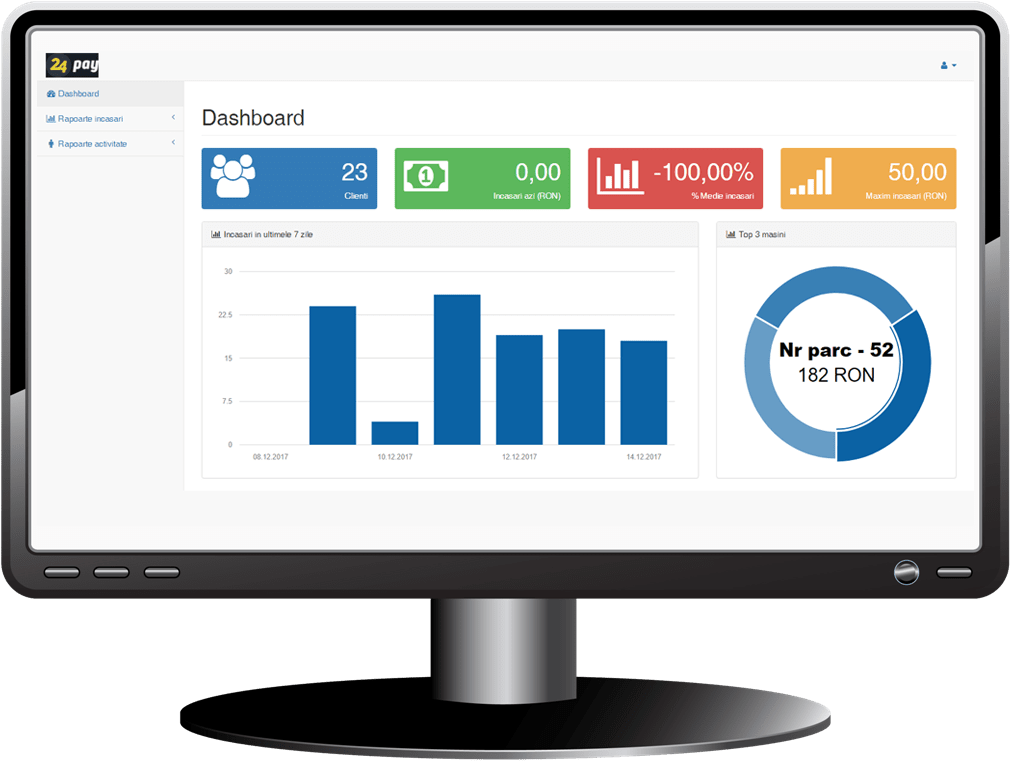 24 pay
Dashboard
Rapoarte incasari
Rapoarte activitate
Dashboard
23
Clienti
1
0,00
Incasari azi (RON)
-100,00%
% Medie incasari
50,00
Maxim incasari (RON)
Incasari in ultimele 7 zile
30
22.5
15
7.5
0
08.12.2017
10.12.2017
12.12.2017
14.12.2017
Top 3 masini
Nr parc - 52
182 RON